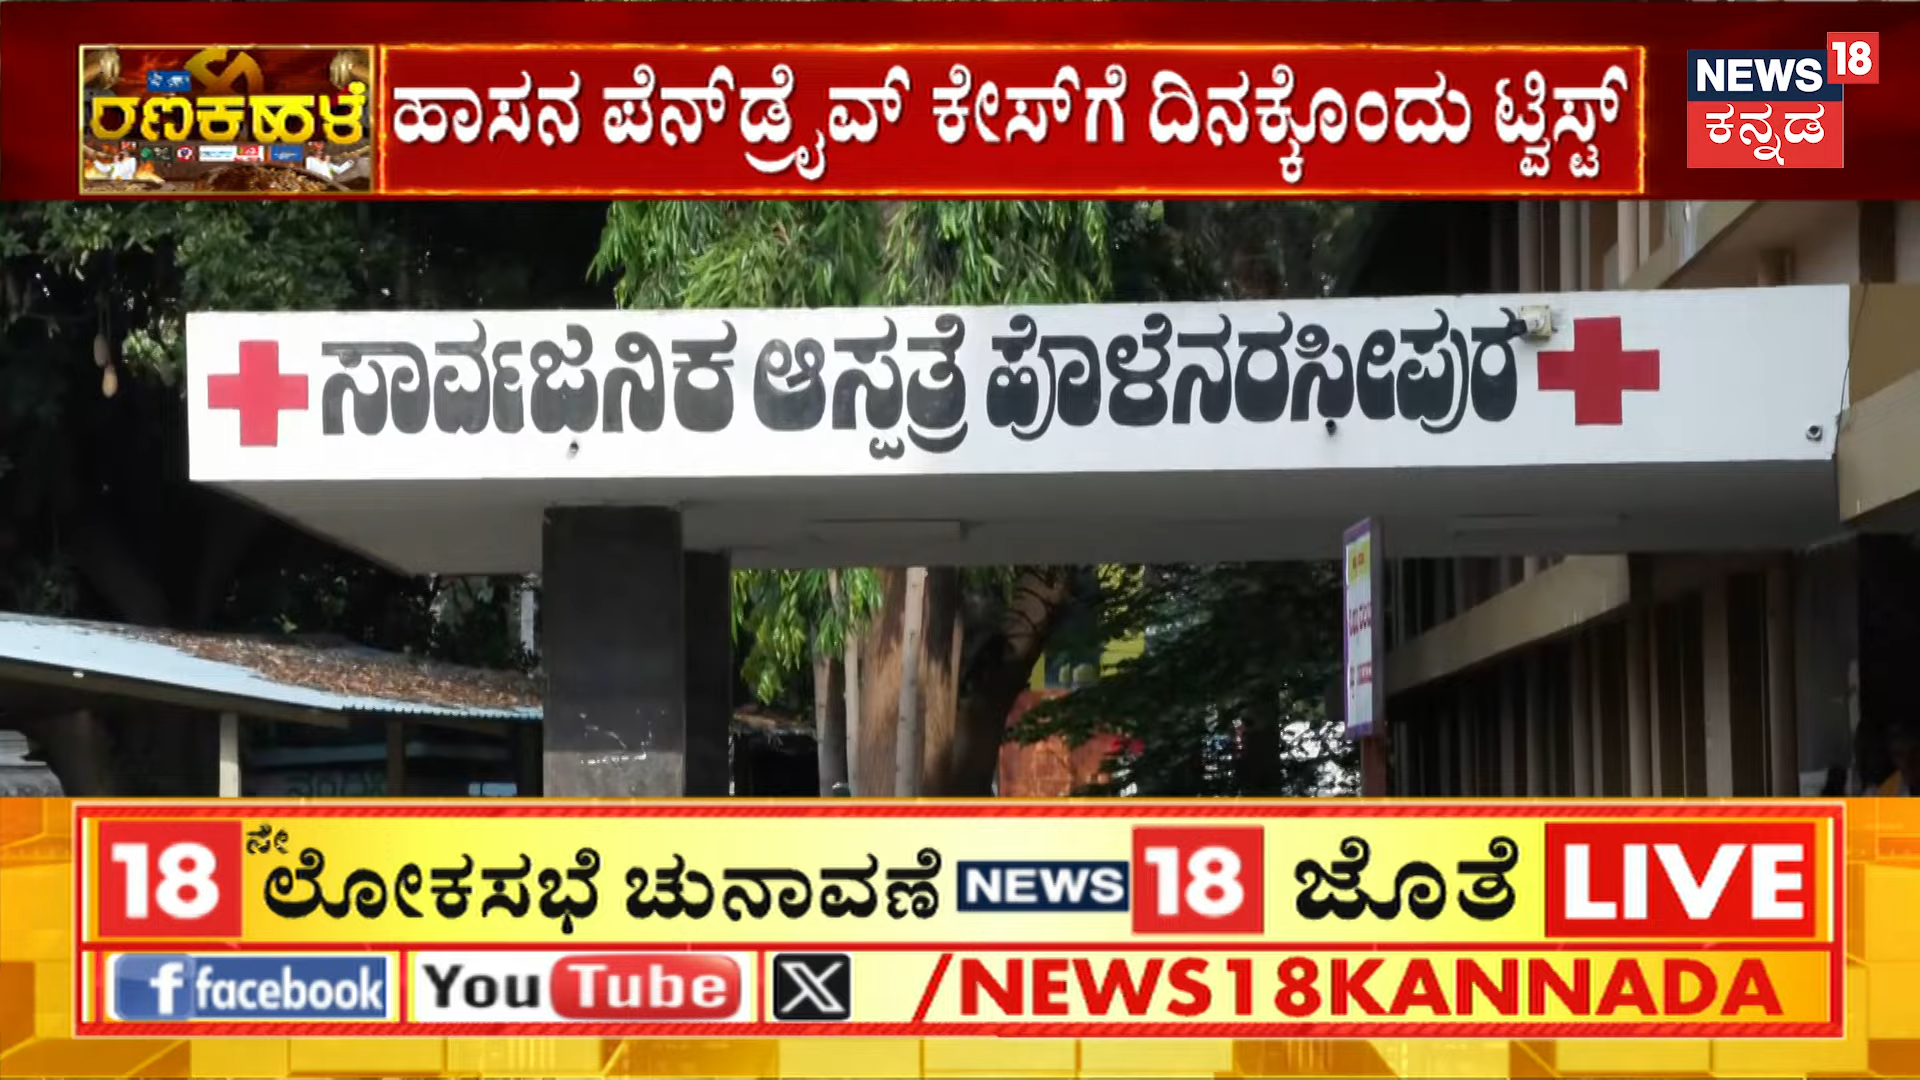 ರಣಕಹಳೆ
ಹಾಸನ ಪೆನ್‌ಡ್ರೈವ್ ಕೇಸ್‌ಗೆ ದಿನಕ್ಕೊಂದು ಟ್ವಿಸ್ಟ್
NEWS 18
ಕನ್ನಡ
ಸಾರ್ವಜನಿಕ ಆಸ್ಪತ್ರೆ ಹೊಳೆನರಸೀಪುರ
18 ನೇ ಲೋಕಸಭೆ ಚುನಾವಣೆ NEWS 18 ಜೊತೆ LIVE
facebook YouTube X /NEWS18KANNADA